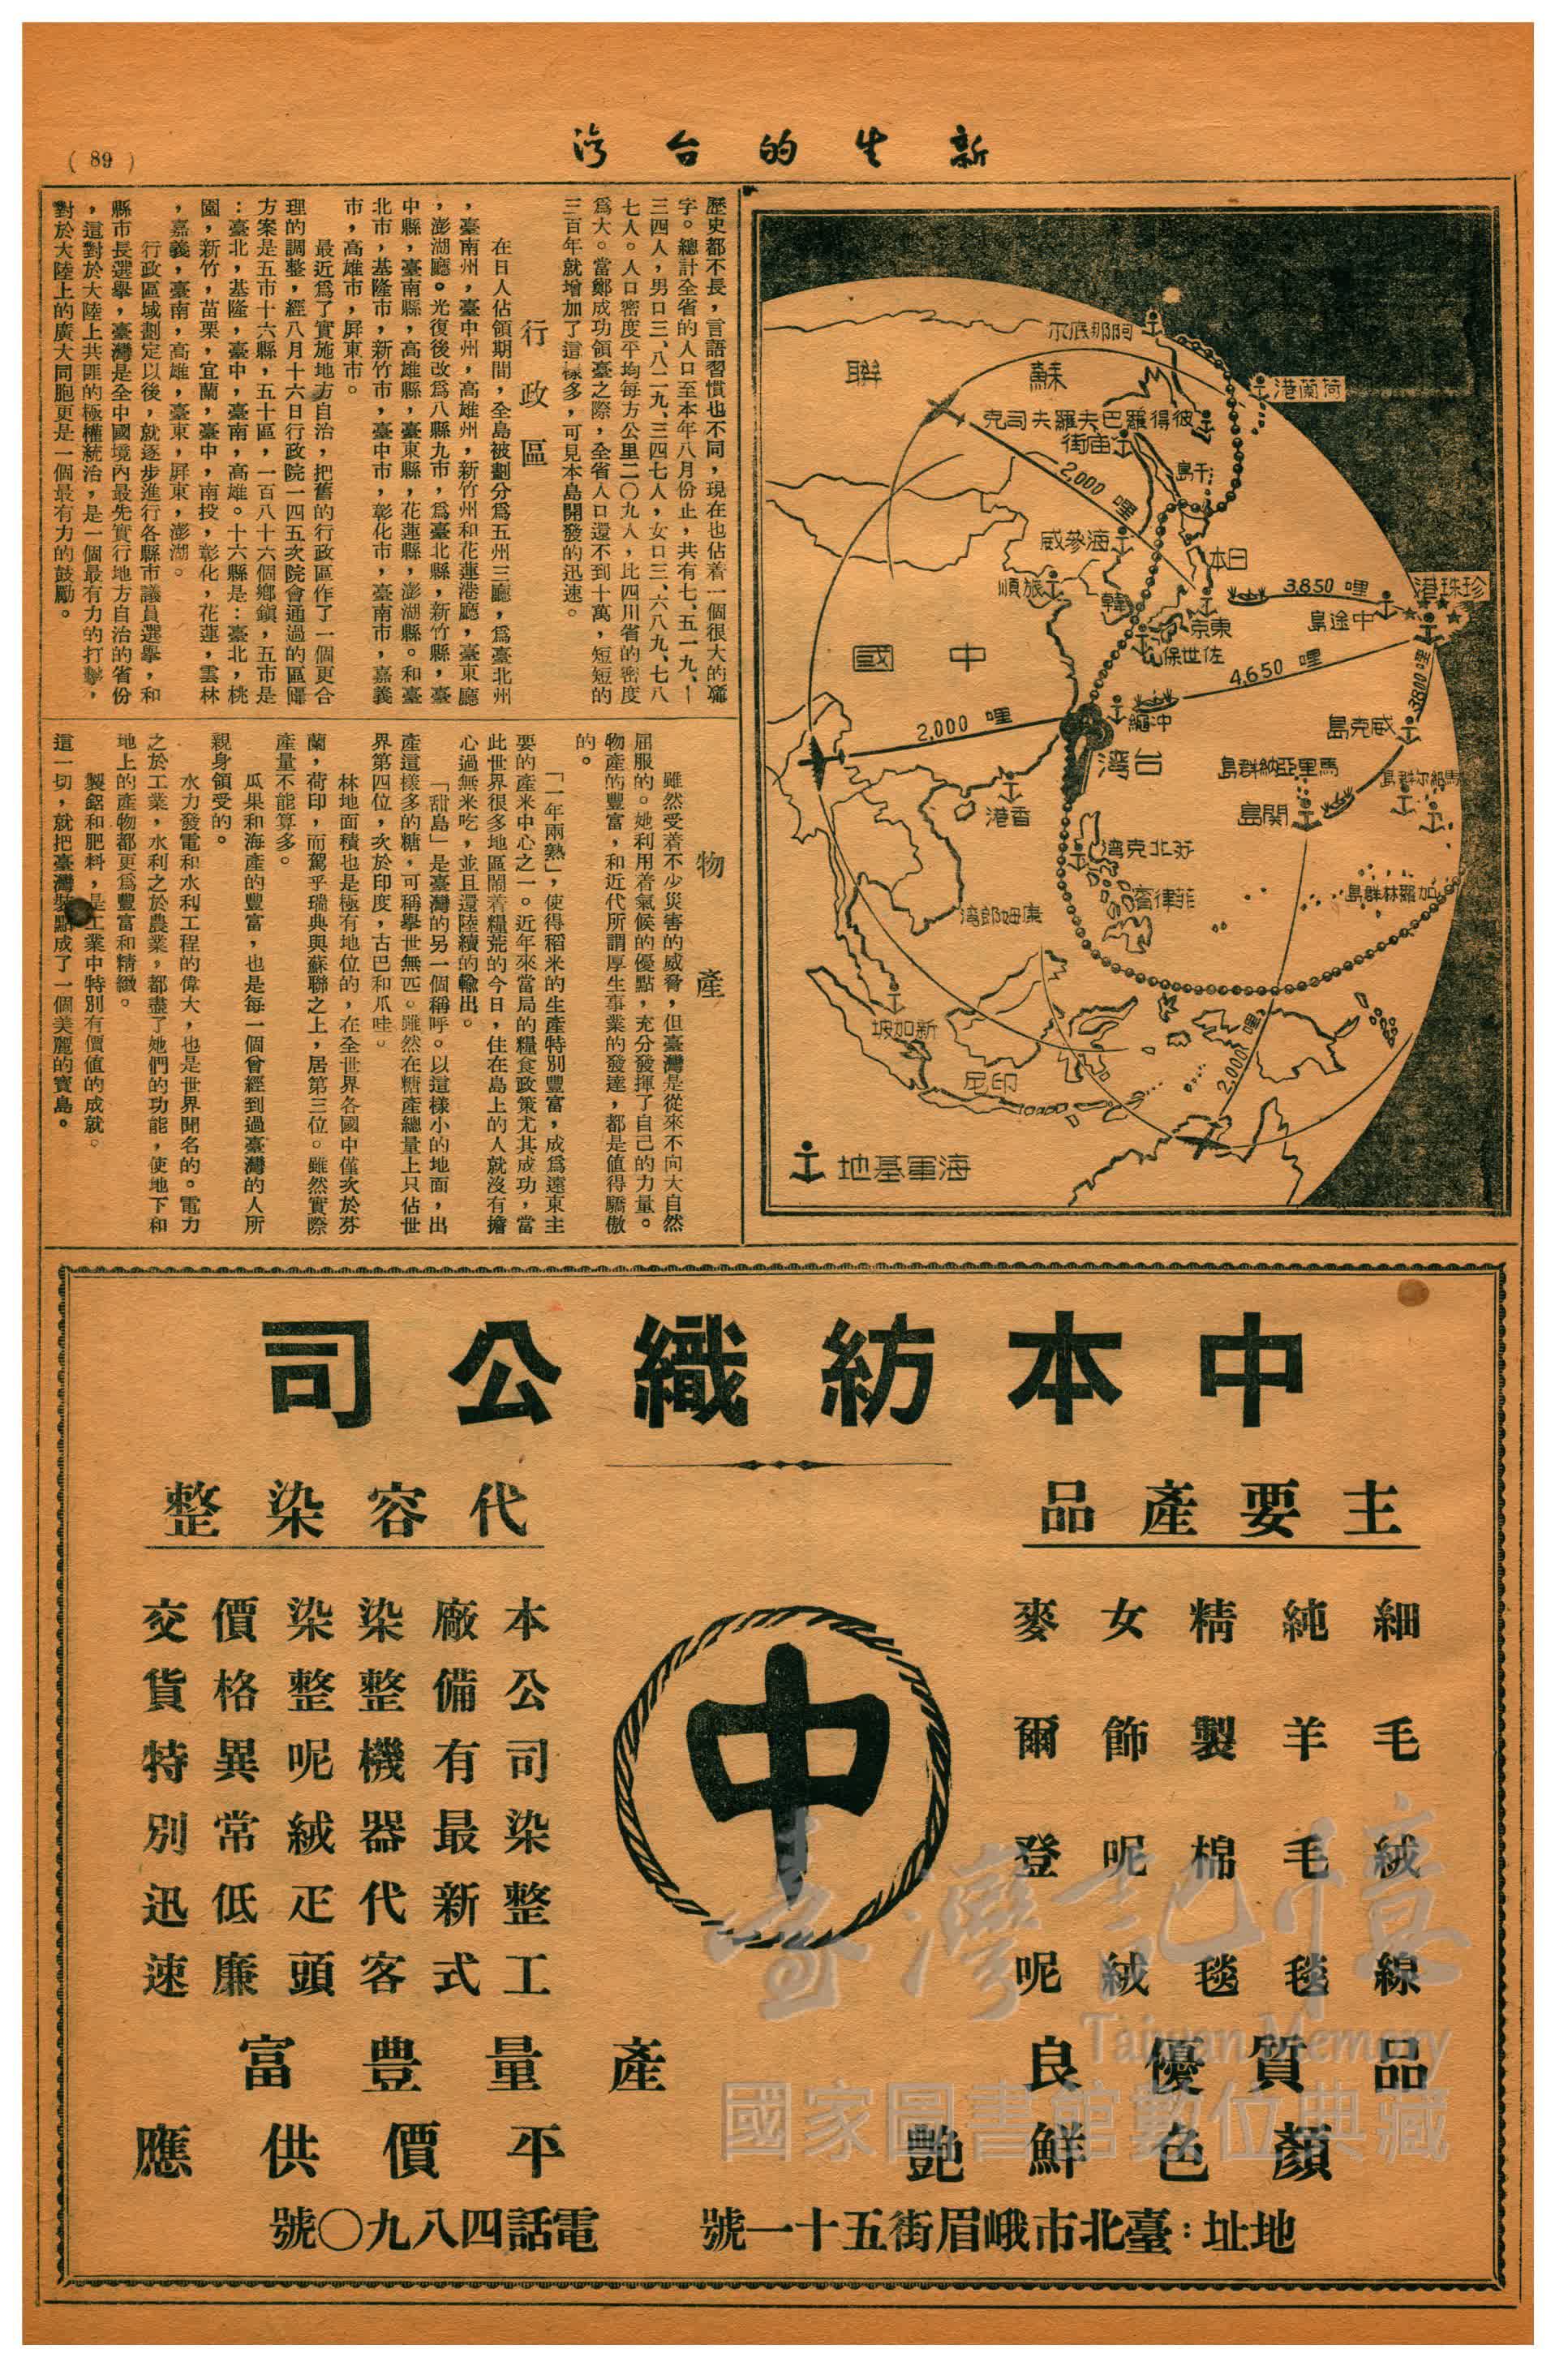 新生的台灣
( 89 )
歷史都不長，言語習慣也不同，現在也佔着一個很大的
字。總計全省的人口至本年八月份止，共有七、五一九、一
三四人，男口三、八二九、三四七人，女口三、六八九、七八
七人。人口密度平均每方公里二〇九人，比四川省的密度
爲大。當鄭成功領臺之際，全省人口還不到十萬，短短的
三百年就增加了這樣多，可見本島開發的迅速。
行政區
在日人佔領期間，全島被劃分爲五州三廳，爲臺北州
，臺南州，臺中州，高雄州，新竹州和花蓮港廳，臺東廳
，澎湖廳。光復後改爲八縣九市，爲臺北縣，新竹縣，臺
中縣，臺南縣，高雄縣，臺東縣，花蓮縣，澎湖縣。和臺
北市，基隆市，新竹市，臺中市，彰化市，臺南市，嘉義
市，高雄市，屏東市。
最近爲了實施地方自治，把舊的行政區作了一個更合
理的調整，經八月十六日行政院一四五次院會通過的區劃
方案是五市十六縣，五十區，一百八十六個鄉鎮，五市是
：臺北，基隆，臺中，臺南，高雄。十六縣是：臺北，桃
園，新竹，苗栗，宜蘭，臺中，南投，彰化，花蓮，雲林
，嘉義，臺南，高雄，臺東，屏東，澎湖。
行政區域劃定以後，就逐步進行各縣市議員選舉，和
縣市長選舉，臺灣是全中國境內最先實行地方自治的省份
，這對於大陸上共匪的極權統治，是一個最有力的打擊，
對於大陸上的廣大同胞更是一個最有力的鼓勵。
物產
雖然受着不少災害的威脅，但臺灣是從來不向大自然
屈服的。她利用着氣候的優點，充分發揮了自己的力量。
物產的豐富，和近代所謂厚生事業的發達，都是值得驕傲
的。
「一年兩熟」，使得稻米的生產特別豐富，成爲遠東主
要的產米中心之一。近年來當局的糧食政策尤其成功，當
此世界很多地區鬧着糧荒的今日，住在島上的人就沒有擔
心過無米吃，並且還陸續的輸出。
「甜島」是臺灣的另一個稱呼。以這樣小的地面，出
產這樣多的糖，可稱擧世無匹。雖然在糖產總量上只佔世
界第四位，次於印度，古巴和爪哇。
林地面積也是極有地位的，在全世界各國中僅次於芬
蘭，荷印，而駕乎瑞典與蘇聯之上，居第三位。雖然實際
產量不能算多。
瓜果和海產的豐富，也是每一個曾經到過臺灣的人所
親身領受的。
水力發電和水利工程的偉大，也是世界聞名的。電力
之於工業，水利之於農業，都盡了她們的功能，使地下和
地上的產物都更爲豐富和精緻。
製鋁和肥料，是工業中特別有價值的成就。
這一切，就把臺灣裝點成了一個美麗的寶島。
阿那底爾
荷蘭港
蘇聯
彼得羅巴夫羅夫司克
廟街
千島
2,000 哩
海參威
旅順
日本
韓
東京
佐世保
3,850 哩
中途島
珍珠港
4,650 哩
3800 哩
中國
沖繩
2,000 哩
台灣
威克島
馬里亞納群島
關島
馬紹尔群島
香港
菲律賓
加羅林群島
康姆郎灣
新加坡
印尼
2,000 哩
海軍基地
中本紡織公司
主要產品
細毛絨線
純羊毛毯
精製棉毯
女飾呢絨
麥爾登呢
中
代客染整
本公司染整工
廠備有最新式
染整機器代客
染整呢絨疋頭
價格異常低廉
交貨特別迅速
品質優良
產量豐富
顏色鮮艷
平價供應
地址：臺北市峨眉街五十一號
電話四八九〇號
臺灣記憶
Taiwan Memory
國家圖書館數位典藏